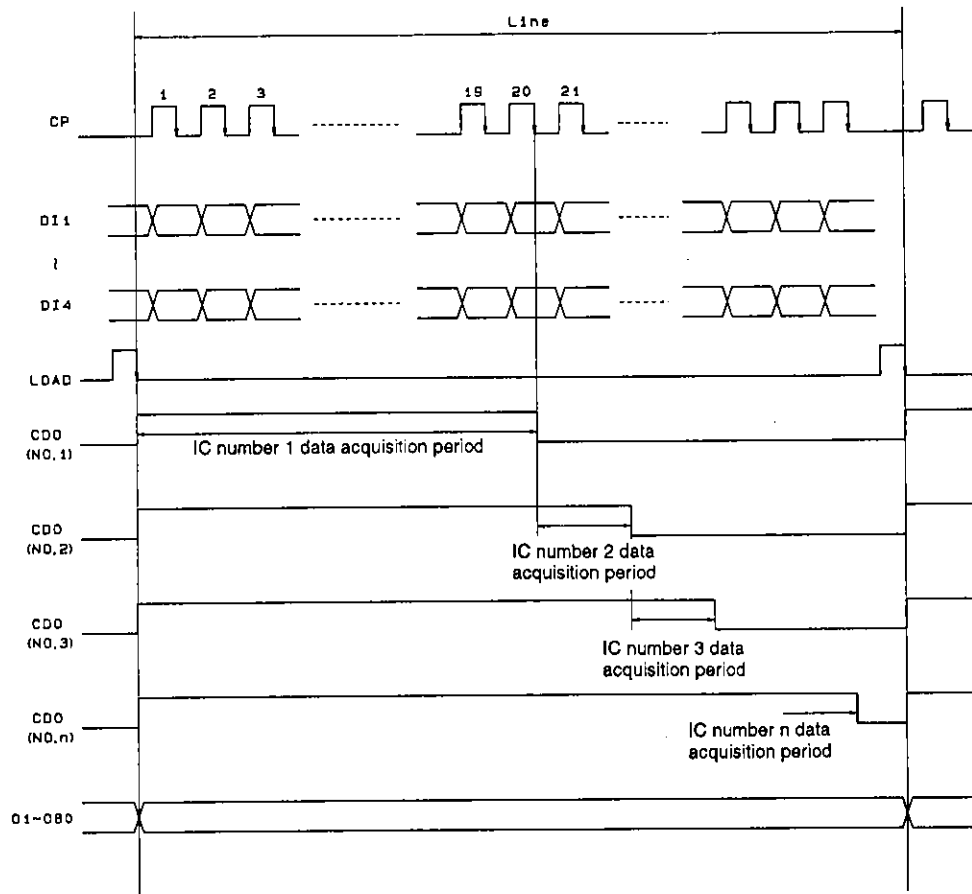 Line
1 2 3 19 20 21
CP
DI1
~
DI4
LOAD
CDO
(NO,1)
IC number 1 data acquisition period
CDO
(NO,2)
IC number 2 data
acquisition period
CDO
(NO,3)
IC number 3 data
acquisition period
CDO
(NO,n)
IC number n data
acquisition period
O1~O80